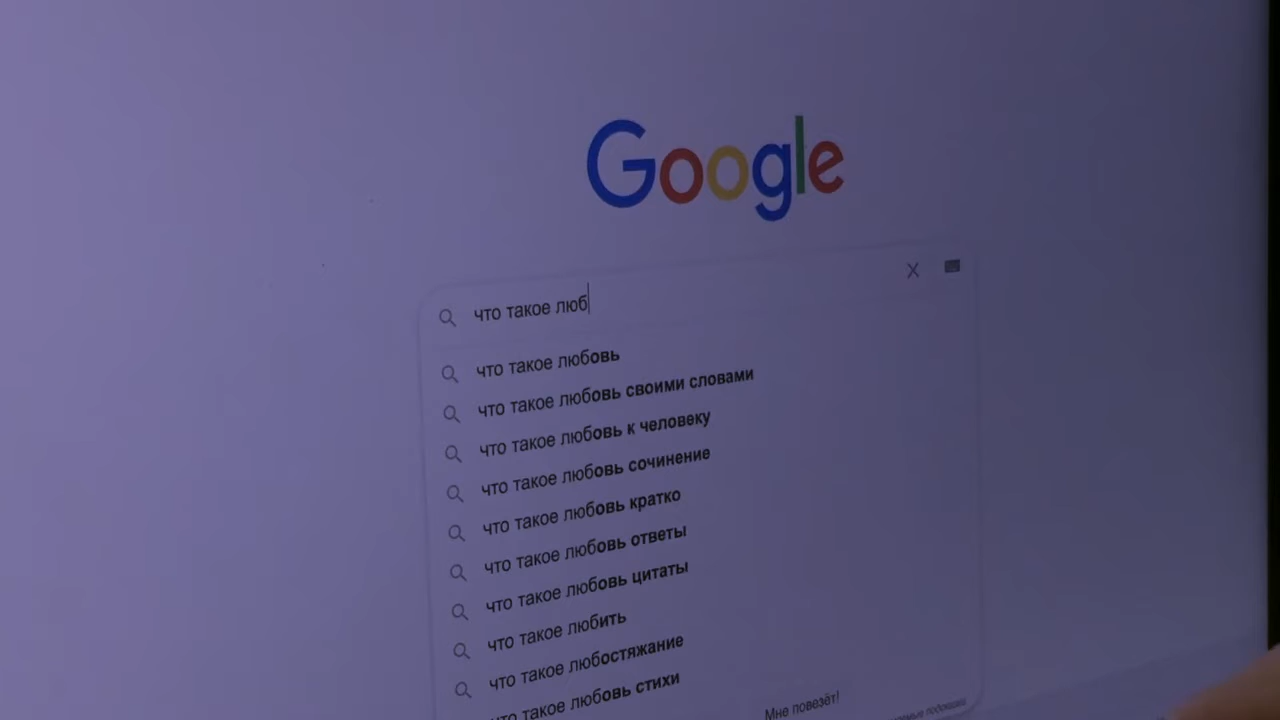 Google
что такое люб
что такое любовь
что такое любовь своими словами
что такое любовь к человеку
что такое любовь сочинение
что такое любовь кратко
что такое любовь ответы
что такое любовь цитаты
что такое любить
что такое любостяжание
что такое любовь стихи
Мне повезёт!
подсказки